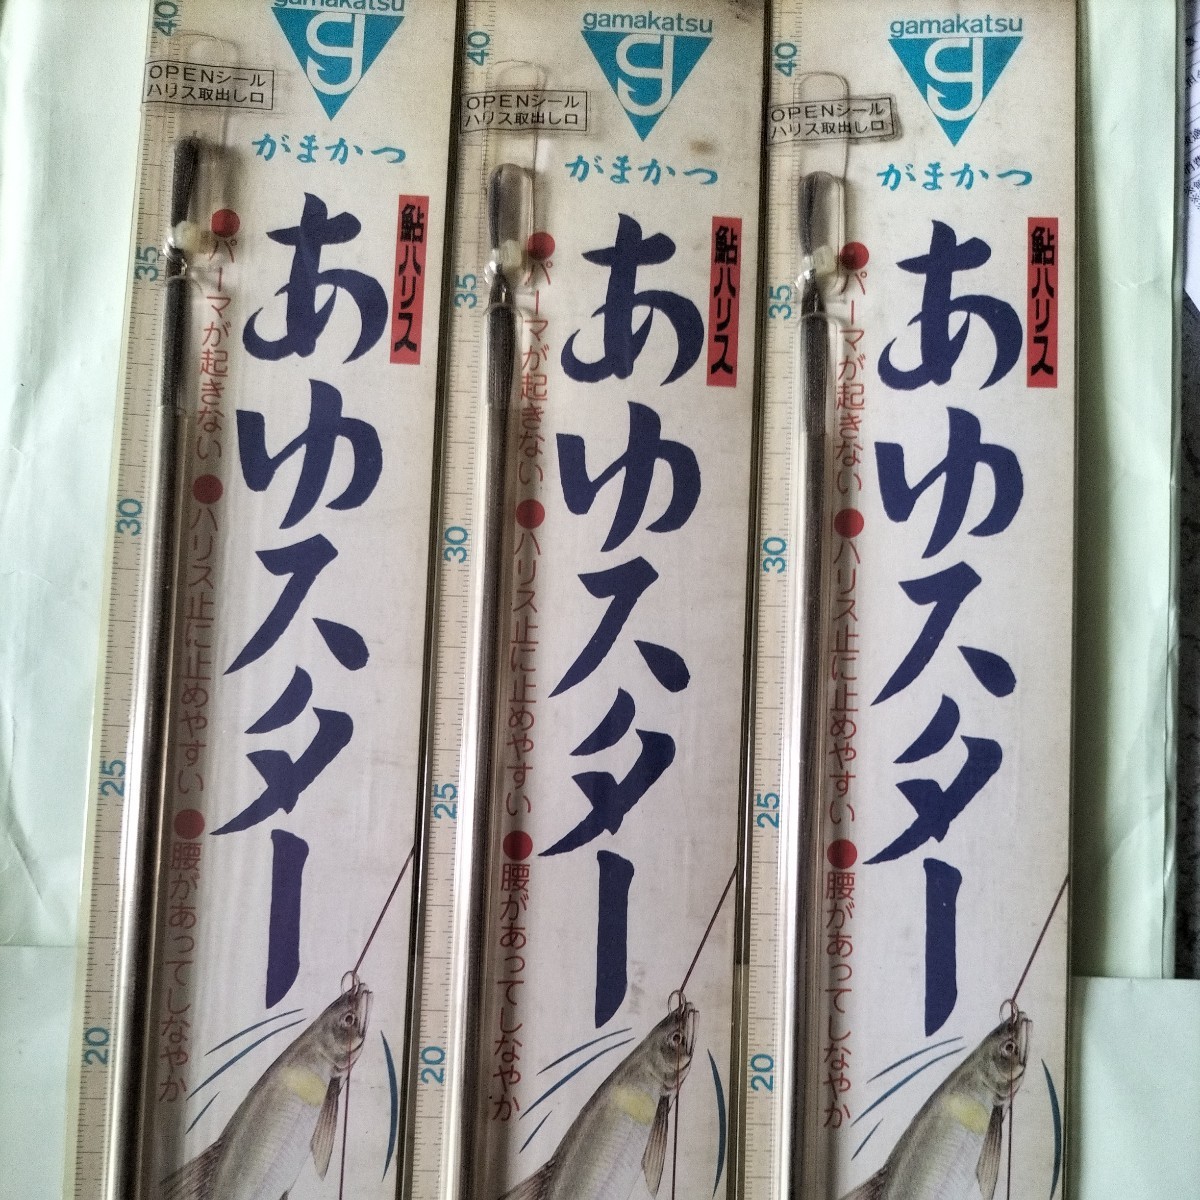 40
gamakatsu
g
OPENシール
ハリス取出し口
がまかつ
鮎ハリス
あゆスター
●パーマが起きない ●ハリス止に止めやすい ●腰があってしなやか
35
30
25
20
40
gamakatsu
g
OPENシール
ハリス取出し口
がまかつ
鮎ハリス
あゆスター
●パーマが起きない ●ハリス止に止めやすい ●腰があってしなやか
35
30
25
20
40
gamakatsu
g
OPENシール
ハリス取出し口
がまかつ
鮎ハリス
あゆスター
●パーマが起きない ●ハリス止に止めやすい ●腰があってしなやか
35
30
25
20